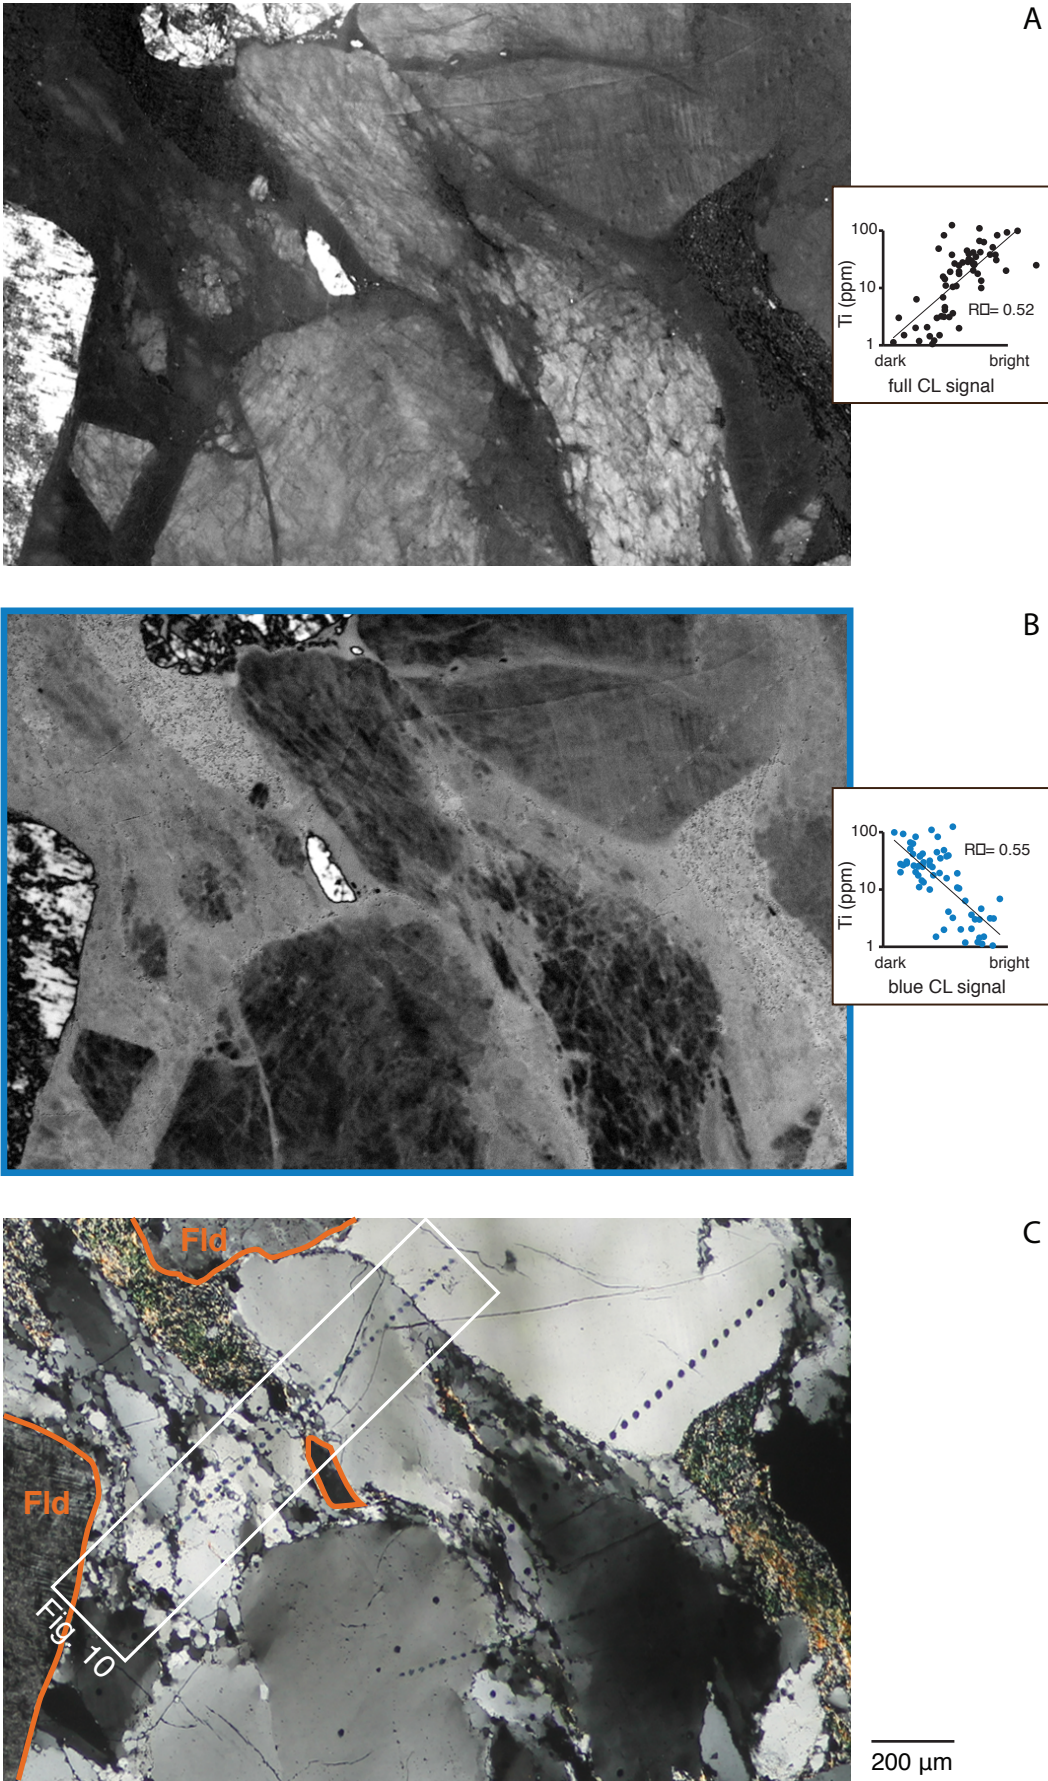 A
100
10
1
Ti (ppm)
R□= 0.52
dark bright
full CL signal
B
100
10
1
Ti (ppm)
R□= 0.55
dark bright
blue CL signal
C
Fld
Fld
Fig. 10
200 µm